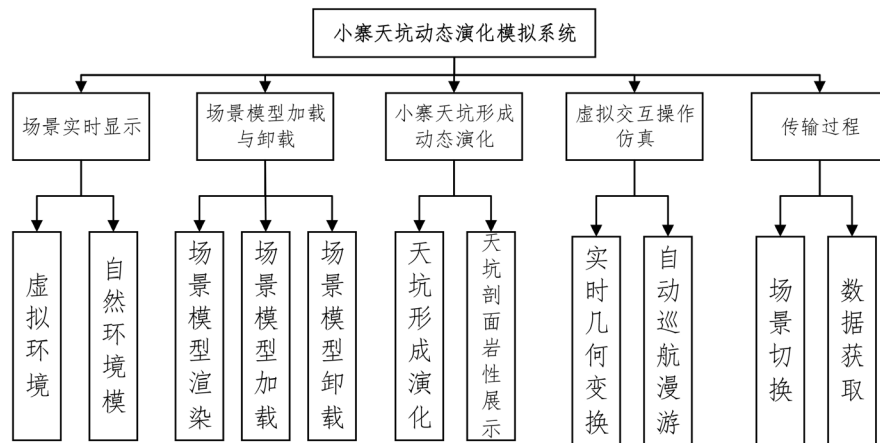 小寨天坑动态演化模拟系统
场景实时显示
场景模型加载
与卸载
小寨天坑形成
动态演化
虚拟交互操作
仿真
传输过程
虚拟环境
自然环境模
场景模型渲染
场景模型加载
场景模型卸载
天坑形成演化
天坑剖面岩性展示
实时几何变换
自动巡航漫游
场景切换
数据获取